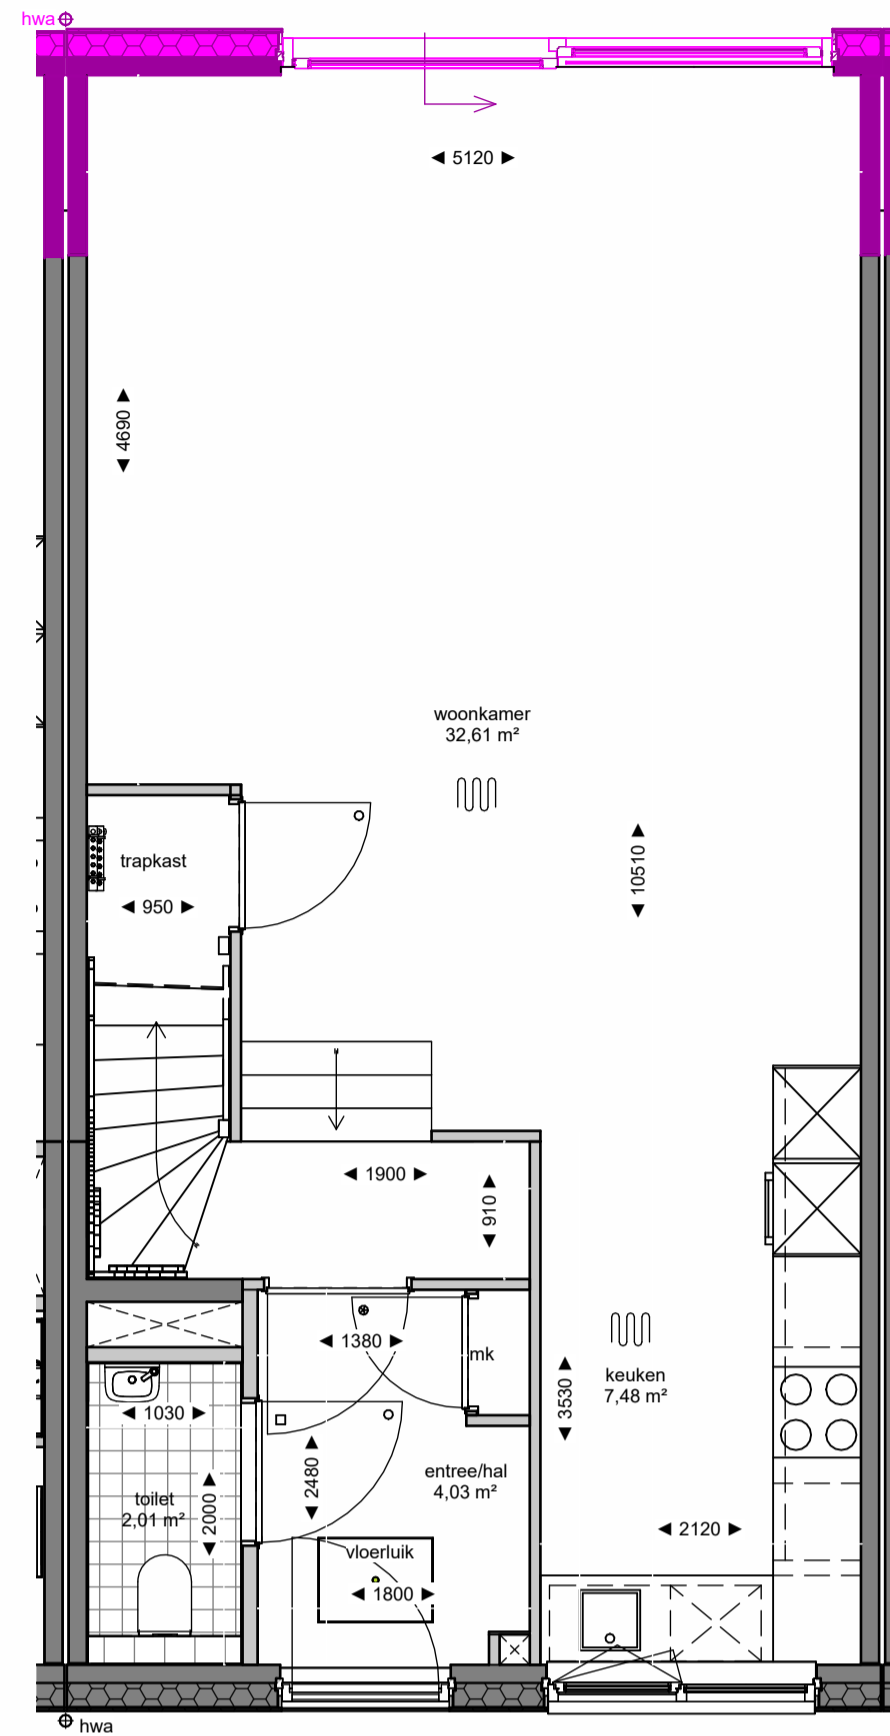 hwa
5120
4690
woonkamer
32,61 m²
10510
trapkast
950
1900
910
1380
mk
keuken
7,48 m²
3530
1030
entree/hal
4,03 m²
2480
toilet
2,01 m²
2000
2120
vloerluik
1800
hwa